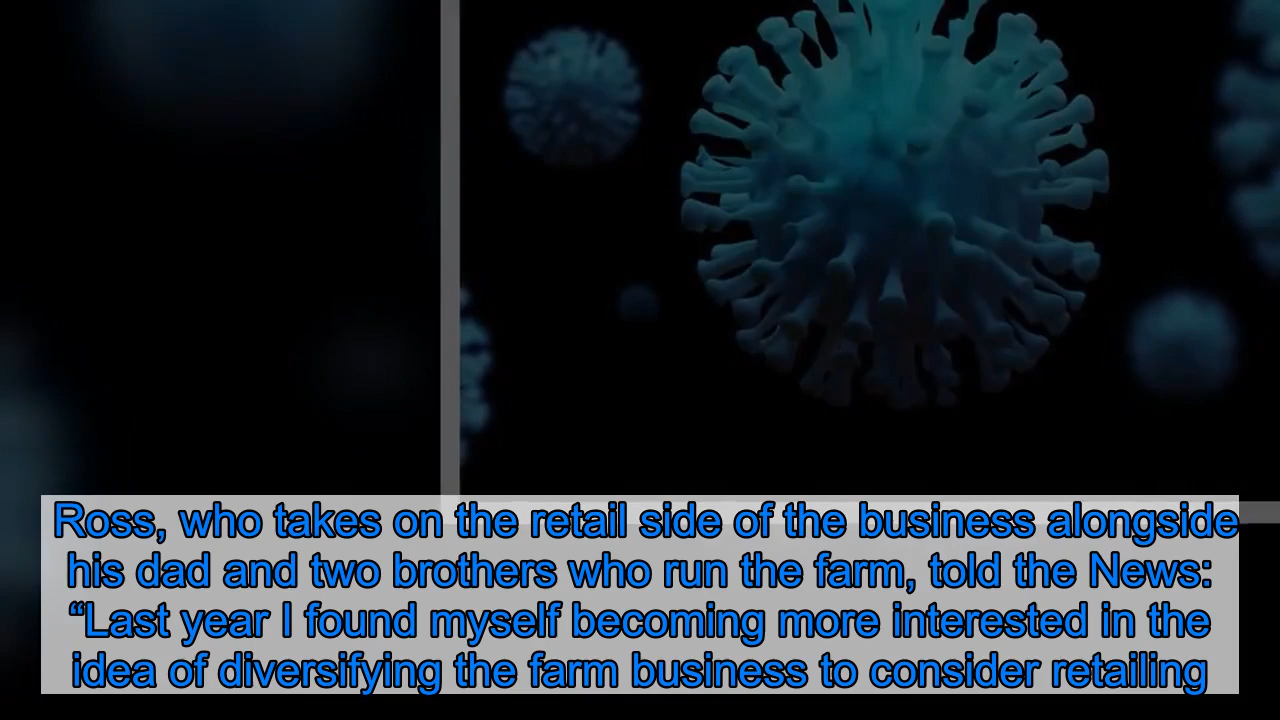 Ross, who takes on the retail side of the business alongside
his dad and two brothers who run the farm, told the News:
“Last year I found myself becoming more interested in the
idea of diversifying the farm business to consider retailing